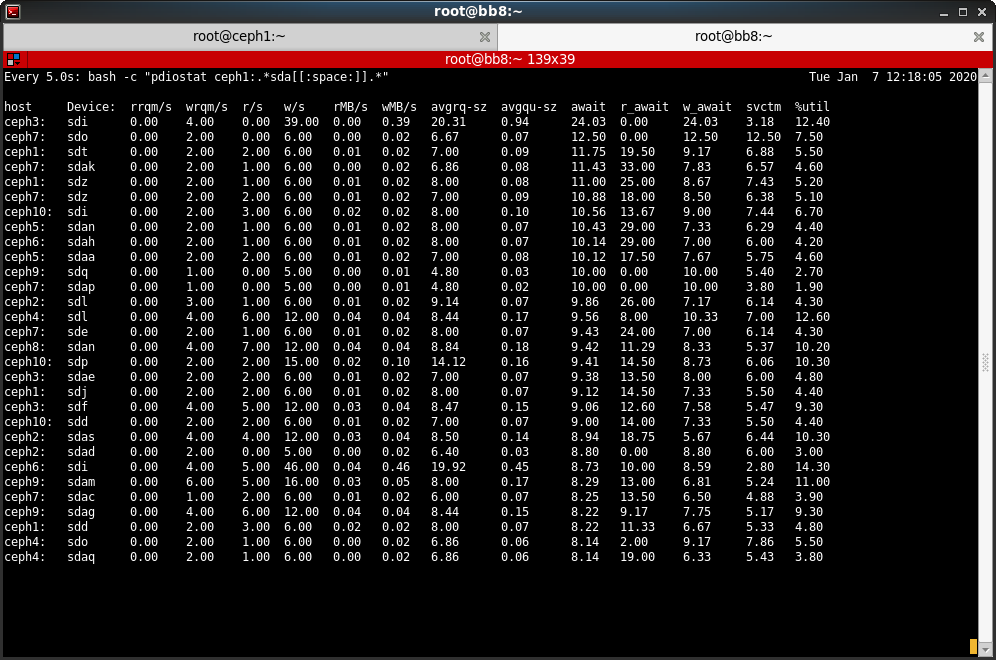 root@bb8:~
root@ceph1:~ root@bb8:~
root@bb8:~ 139x39
Every 5.0s: bash -c "pdiostat ceph1:.*sda[[:space:]].*" Tue Jan  7 12:18:05 2020
host Device: rrqm/s wrqm/s r/s w/s rMB/s wMB/s avgrq-sz avgqu-sz await r_await w_await svctm %util
ceph3: sdi 0.00 4.00 0.00 39.00 0.00 0.39 20.31 0.94 24.03 0.00 24.03 3.18 12.40
ceph7: sdo 0.00 2.00 0.00 6.00 0.00 0.02 6.67 0.07 12.50 0.00 12.50 12.50 7.50
ceph1: sdt 0.00 2.00 2.00 6.00 0.01 0.02 7.00 0.09 11.75 19.50 9.17 6.88 5.50
ceph7: sdak 0.00 2.00 1.00 6.00 0.00 0.02 6.86 0.08 11.43 33.00 7.83 6.57 4.60
ceph1: sdz 0.00 2.00 1.00 6.00 0.01 0.02 8.00 0.08 11.00 25.00 8.67 7.43 5.20
ceph7: sdz 0.00 2.00 2.00 6.00 0.01 0.02 7.00 0.09 10.88 18.00 8.50 6.38 5.10
ceph10: sdi 0.00 2.00 3.00 6.00 0.02 0.02 8.00 0.10 10.56 13.67 9.00 7.44 6.70
ceph5: sdan 0.00 2.00 1.00 6.00 0.01 0.02 8.00 0.07 10.43 29.00 7.33 6.29 4.40
ceph6: sdah 0.00 2.00 1.00 6.00 0.01 0.02 8.00 0.07 10.14 29.00 7.00 6.00 4.20
ceph5: sdaa 0.00 2.00 2.00 6.00 0.01 0.02 7.00 0.08 10.12 17.50 7.67 5.75 4.60
ceph9: sdq 0.00 1.00 0.00 5.00 0.00 0.01 4.80 0.03 10.00 0.00 10.00 5.40 2.70
ceph7: sdap 0.00 1.00 0.00 5.00 0.00 0.01 4.80 0.02 10.00 0.00 10.00 3.80 1.90
ceph2: sdl 0.00 3.00 1.00 6.00 0.01 0.02 9.14 0.07 9.86 26.00 7.17 6.14 4.30
ceph4: sdl 0.00 4.00 6.00 12.00 0.04 0.04 8.44 0.17 9.56 8.00 10.33 7.00 12.60
ceph7: sde 0.00 2.00 1.00 6.00 0.01 0.02 8.00 0.07 9.43 24.00 7.00 6.14 4.30
ceph8: sdan 0.00 4.00 7.00 12.00 0.04 0.04 8.84 0.18 9.42 11.29 8.33 5.37 10.20
ceph10: sdp 0.00 2.00 2.00 15.00 0.02 0.10 14.12 0.16 9.41 14.50 8.73 6.06 10.30
ceph3: sdae 0.00 2.00 2.00 6.00 0.01 0.02 7.00 0.07 9.38 13.50 8.00 6.00 4.80
ceph1: sdj 0.00 2.00 2.00 6.00 0.01 0.02 8.00 0.07 9.12 14.50 7.33 5.50 4.40
ceph3: sdf 0.00 4.00 5.00 12.00 0.03 0.04 8.47 0.15 9.06 12.60 7.58 5.47 9.30
ceph10: sdd 0.00 2.00 2.00 6.00 0.01 0.02 7.00 0.07 9.00 14.00 7.33 5.50 4.40
ceph2: sdas 0.00 4.00 4.00 12.00 0.03 0.04 8.50 0.14 8.94 18.75 5.67 6.44 10.30
ceph2: sdad 0.00 2.00 0.00 5.00 0.00 0.02 6.40 0.03 8.80 0.00 8.80 6.00 3.00
ceph6: sdi 0.00 4.00 5.00 46.00 0.04 0.46 19.92 0.45 8.73 10.00 8.59 2.80 14.30
ceph9: sdam 0.00 6.00 5.00 16.00 0.03 0.05 8.00 0.17 8.29 13.00 6.81 5.24 11.00
ceph7: sdac 0.00 1.00 2.00 6.00 0.01 0.02 6.00 0.07 8.25 13.50 6.50 4.88 3.90
ceph9: sdag 0.00 4.00 6.00 12.00 0.04 0.04 8.44 0.15 8.22 9.17 7.75 5.17 9.30
ceph1: sdd 0.00 2.00 3.00 6.00 0.02 0.02 8.00 0.07 8.22 11.33 6.67 5.33 4.80
ceph4: sdo 0.00 2.00 1.00 6.00 0.00 0.02 6.86 0.06 8.14 2.00 9.17 7.86 5.50
ceph4: sdaq 0.00 2.00 1.00 6.00 0.00 0.02 6.86 0.06 8.14 19.00 6.33 5.43 3.80